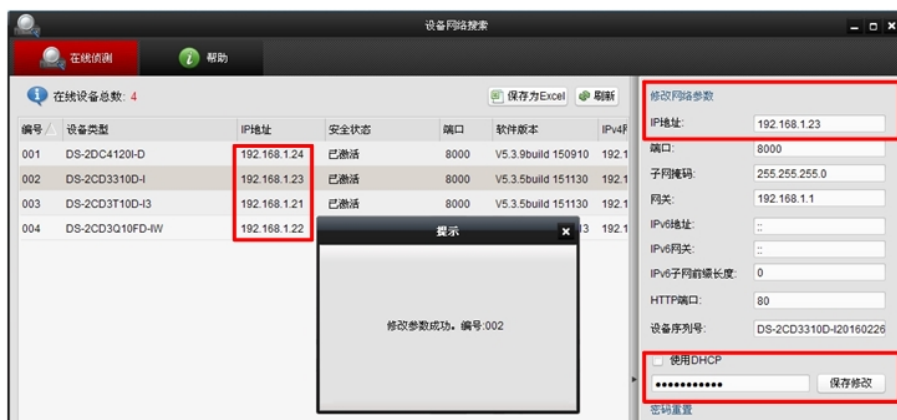 设备网络搜索
在线侦测 帮助
在线设备总数: 4 保存为Excel 刷新
编号 设备类型 IP地址 安全状态 端口 软件版本 IPv4
001 DS-2DC4120I-D 192.168.1.24 已激活 8000 V5.3.9build 150910 192.1
002 DS-2CD3310D-I 192.168.1.23 已激活 8000 V5.3.5build 151130 192.1
003 DS-2CD3T10D-I3 192.168.1.21 已激活 8000 V5.3.5build 151130 192.1
004 DS-2CD3Q10FD-IW 192.168.1.22 13 192.1
提示
修改参数成功。编号:002
修改网络参数
IP地址: 192.168.1.23
端口: 8000
子网掩码: 255.255.255.0
网关: 192.168.1.1
IPv6地址: ::
IPv6网关: ::
IPv6子网前缀长度: 0
HTTP端口: 80
设备序列号: DS-2CD3310D-I20160226
使用DHCP
●●●●●●●●●●● 保存修改
密码重置